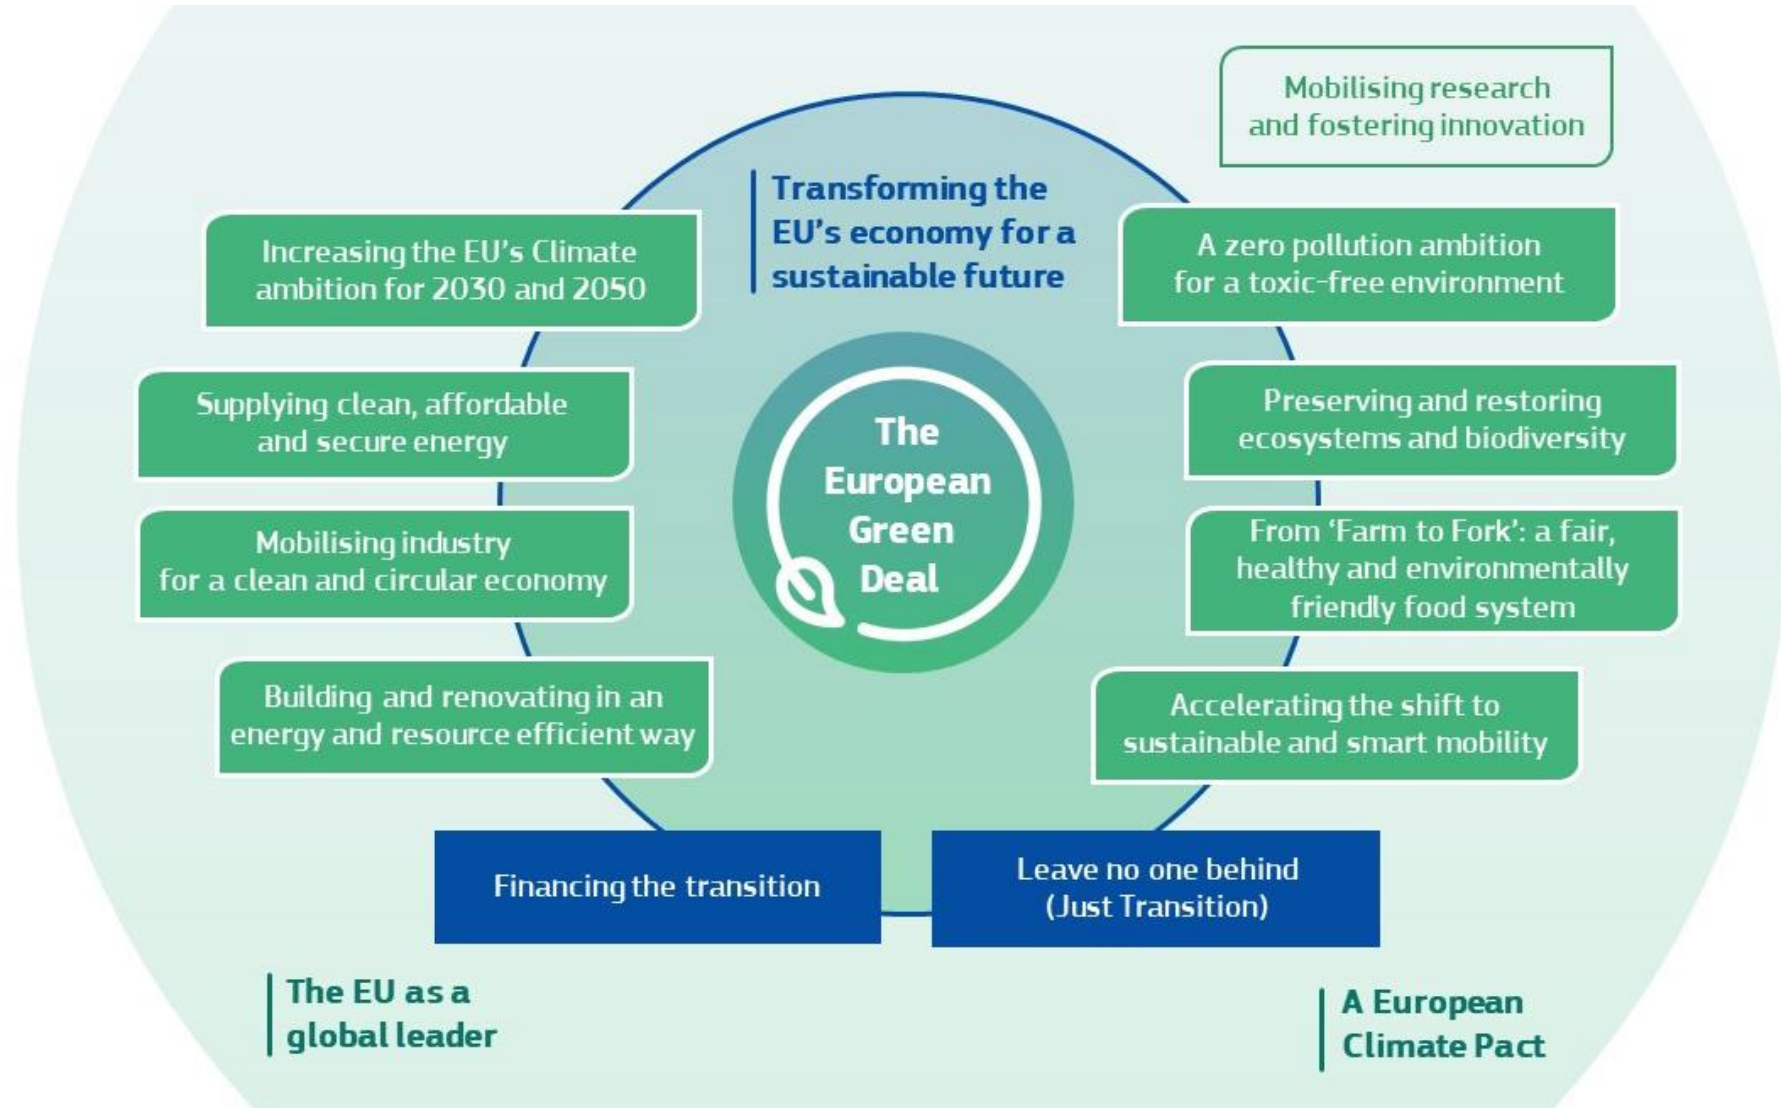 Mobilising research
and fostering innovation
Transforming the
EU’s economy for a
sustainable future
Increasing the EU’s Climate
ambition for 2030 and 2050
Supplying clean, affordable
and secure energy
Mobilising industry
for a clean and circular economy
Building and renovating in an
energy and resource efficient way
The
European
Green
Deal
A zero pollution ambition
for a toxic-free environment
Preserving and restoring
ecosystems and biodiversity
From ‘Farm to Fork’: a fair,
healthy and environmentally
friendly food system
Accelerating the shift to
sustainable and smart mobility
Financing the transition
Leave no one behind
(Just Transition)
The EU as a
global leader
A European
Climate Pact